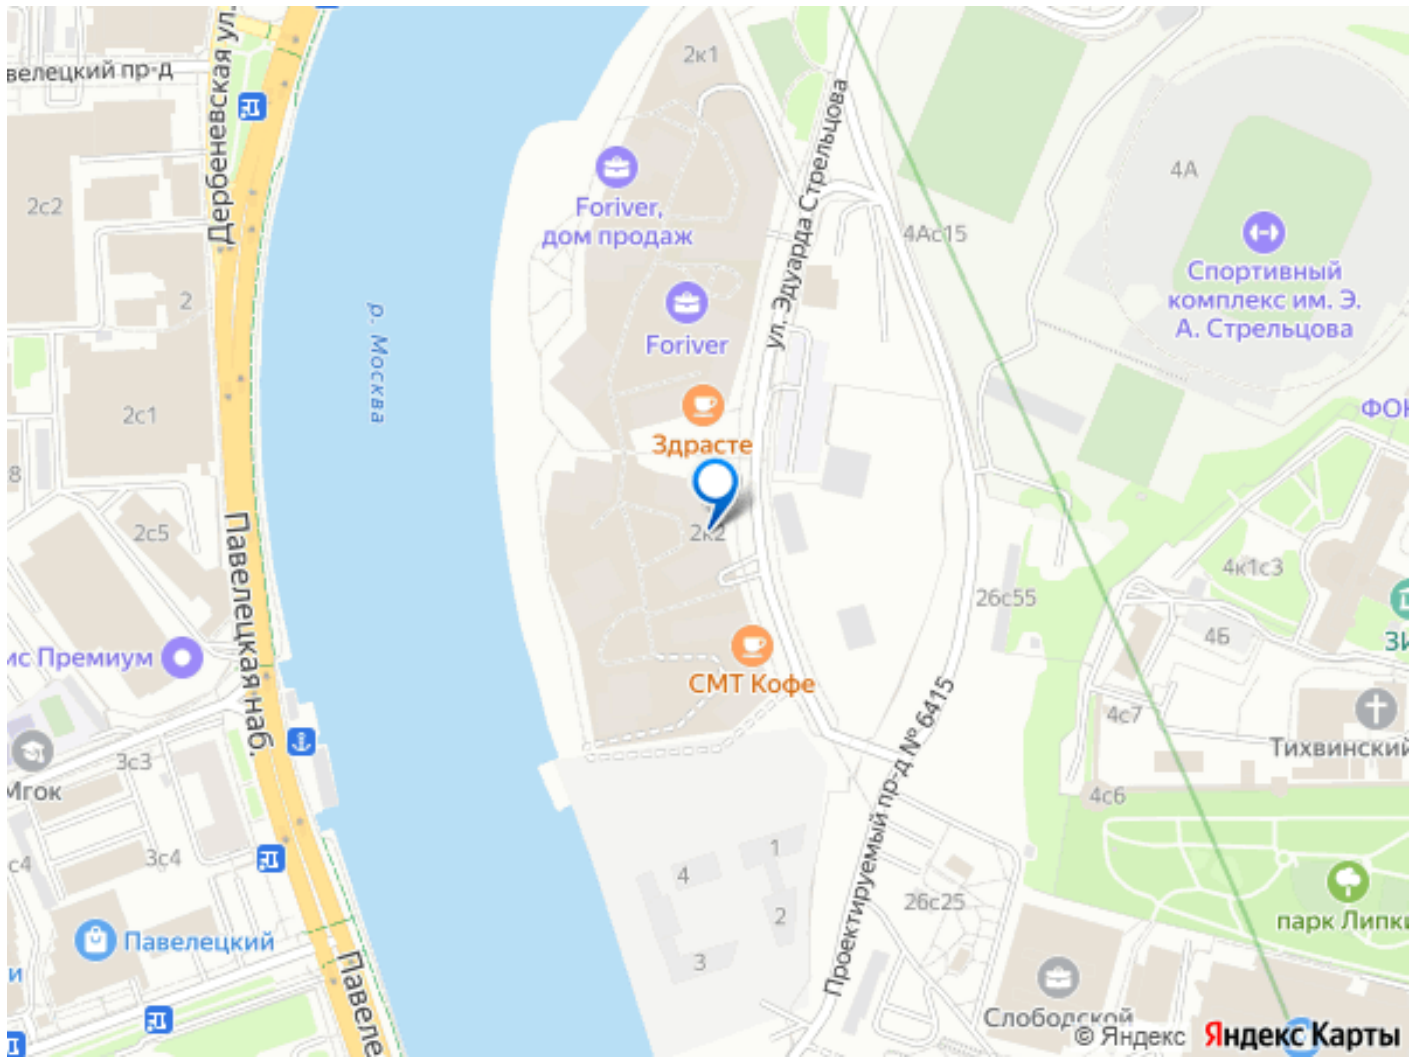 2к1
велецкий пр-д
Дербеневская ул.
ул. Эдуарда Стрельцова
4А
2с2
Foriver,
дом продаж
4Ас15
Спортивный
комплекс им. Э.
А. Стрельцова
2
р. Москва
Foriver
2с1
ФОК
Здрасте
8
2с5
2к2
4к1с3
Павелецкая наб.
26с55
4Б
ис Премиум
СМТ Кофе
Проектируемый пр-д № 6415
4с7
Тихвинский
3с3
Мгок
4с6
с4
3с4
1
4
2
26с25
парк Липки
Павелецкий
и
3
Павеле
Слободской
© Яндекс
Яндекс Карты